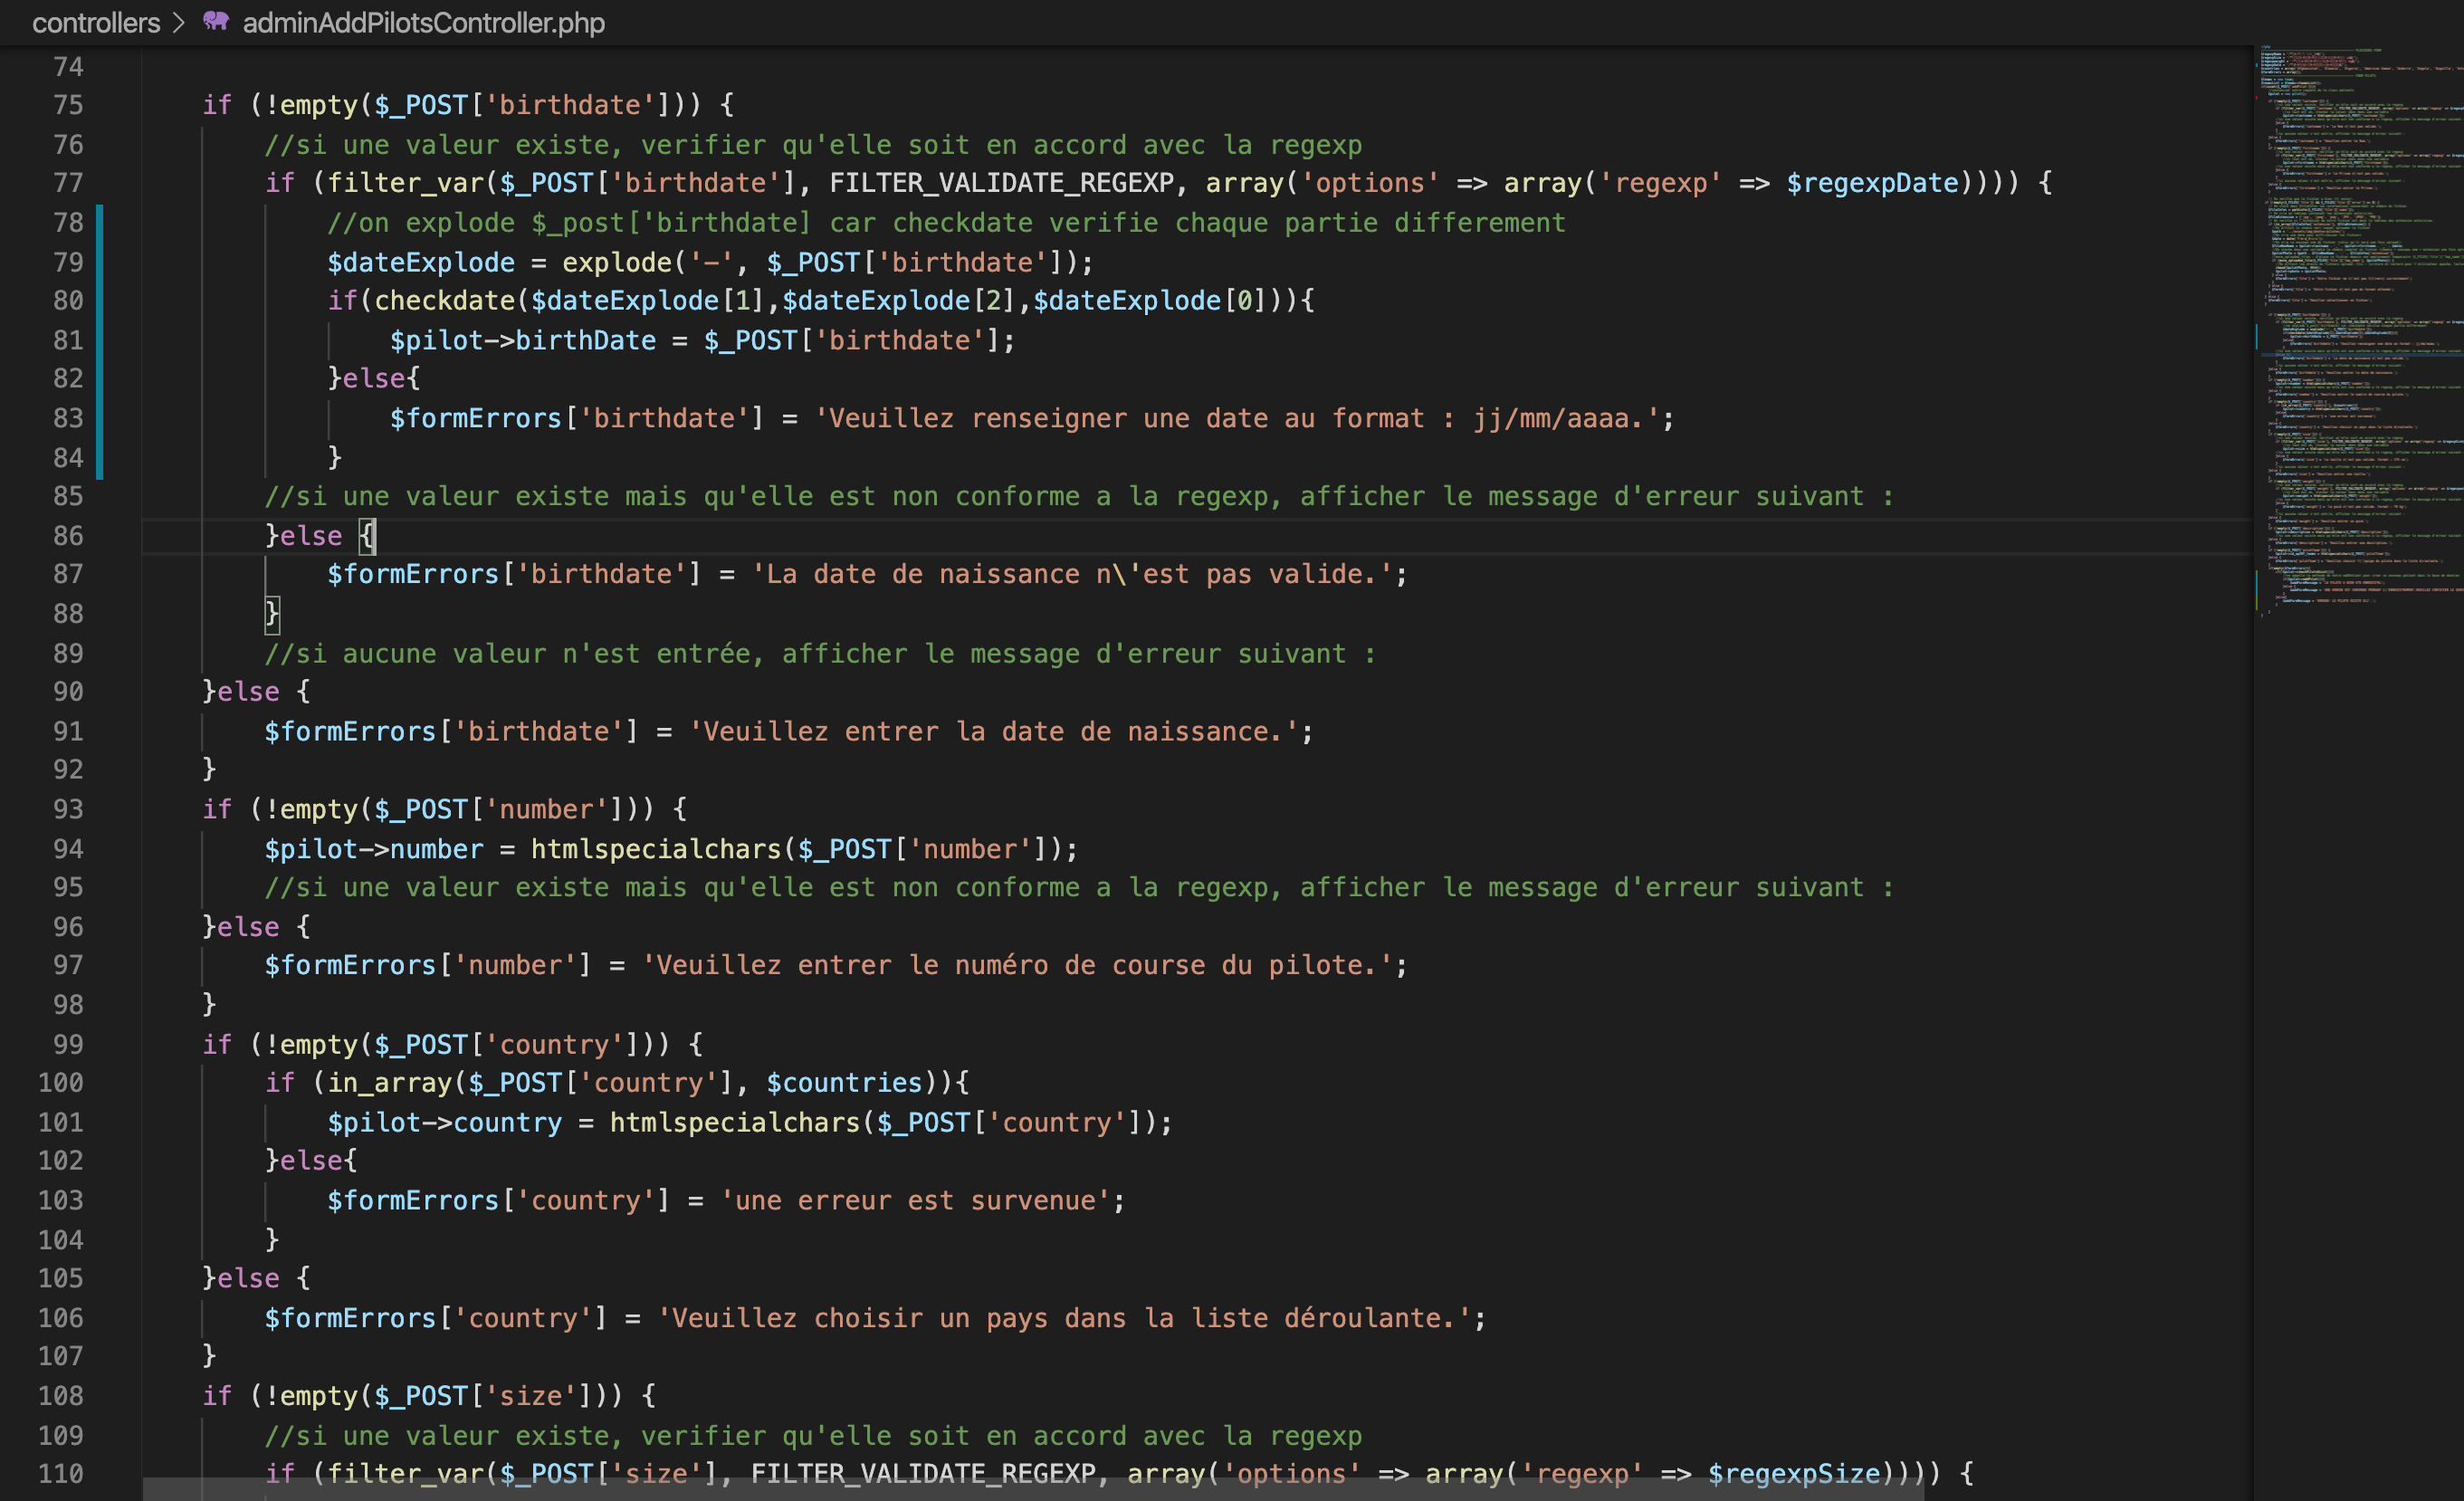 controllers > adminAddPilotsController.php
74
75 if (!empty($_POST['birthdate'])) {
76 //si une valeur existe, verifier qu'elle soit en accord avec la regexp
77 if (filter_var($_POST['birthdate'], FILTER_VALIDATE_REGEXP, array('options' => array('regexp' => $regexpDate)))) {
78 //on explode $_post['birthdate] car checkdate verifie chaque partie differement
79 $dateExplode = explode('-', $_POST['birthdate']);
80 if(checkdate($dateExplode[1],$dateExplode[2],$dateExplode[0])){
81 $pilot->birthDate = $_POST['birthdate'];
82 }else{
83 $formErrors['birthdate'] = 'Veuillez renseigner une date au format : jj/mm/aaaa.';
84 }
85 //si une valeur existe mais qu'elle est non conforme a la regexp, afficher le message d'erreur suivant :
86 }else {
87 $formErrors['birthdate'] = 'La date de naissance n\'est pas valide.';
88 }
89 //si aucune valeur n'est entrée, afficher le message d'erreur suivant :
90 }else {
91 $formErrors['birthdate'] = 'Veuillez entrer la date de naissance.';
92 }
93 if (!empty($_POST['number'])) {
94 $pilot->number = htmlspecialchars($_POST['number']);
95 //si une valeur existe mais qu'elle est non conforme a la regexp, afficher le message d'erreur suivant :
96 }else {
97 $formErrors['number'] = 'Veuillez entrer le numéro de course du pilote.';
98 }
99 if (!empty($_POST['country'])) {
100 if (in_array($_POST['country'], $countries)){
101 $pilot->country = htmlspecialchars($_POST['country']);
102 }else{
103 $formErrors['country'] = 'une erreur est survenue';
104 }
105 }else {
106 $formErrors['country'] = 'Veuillez choisir un pays dans la liste déroulante.';
107 }
108 if (!empty($_POST['size'])) {
109 //si une valeur existe, verifier qu'elle soit en accord avec la regexp
110 if (filter_var($_POST['size'], FILTER_VALIDATE_REGEXP, array('options' => array('regexp' => $regexpSize)))) {